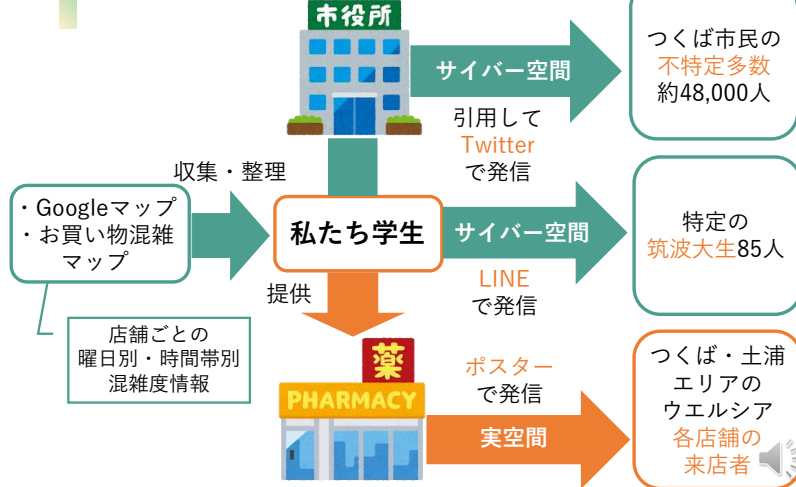 市役所
サイバー空間
引用して
Twitter
で発信
つくば市民の
不特定多数
約48,000人
収集・整理
・Googleマップ
・お買い物混雑
マップ
私たち学生
サイバー空間
LINE
で発信
特定の
筑波大生85人
提供
店舗ごとの
曜日別・時間帯別
混雑度情報
薬
PHARMACY
ポスター
で発信
実空間
つくば・土浦
エリアの
ウエルシア
各店舗の
来店者